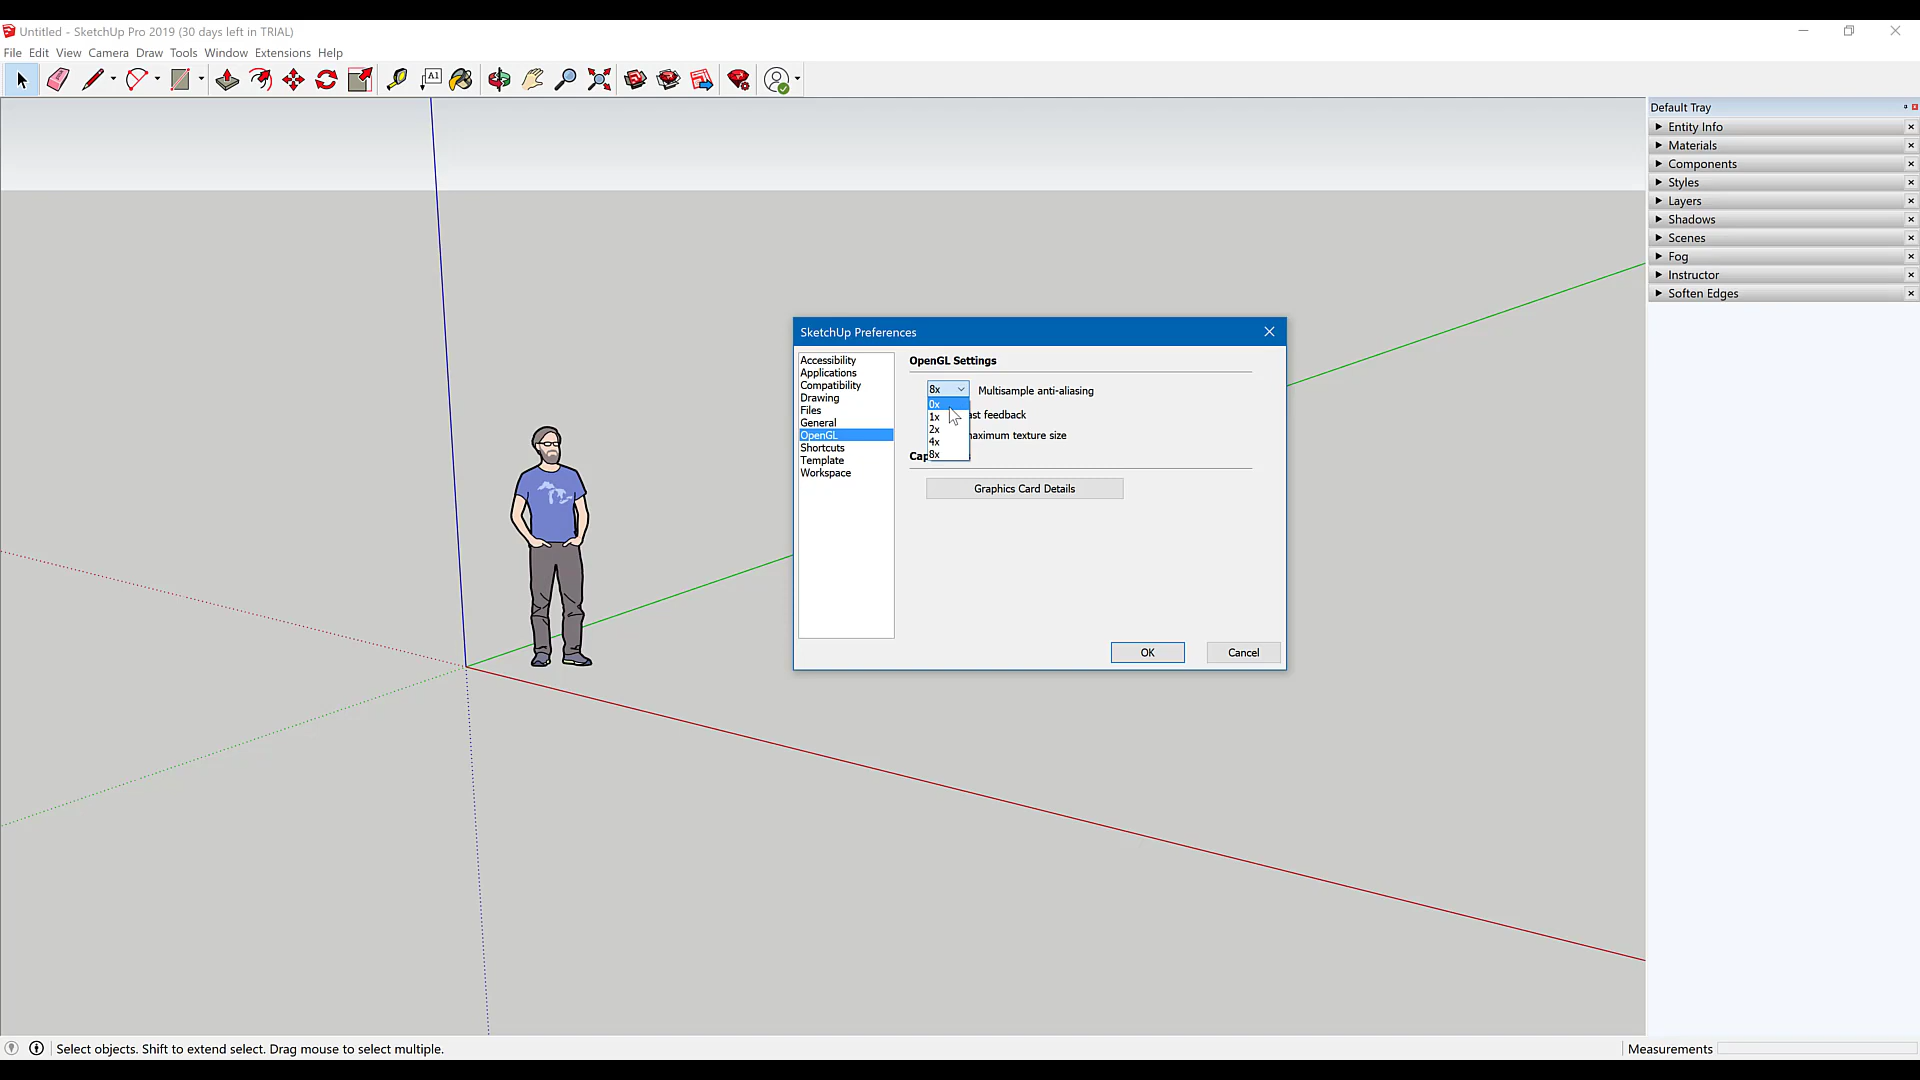 Untitled - SketchUp Pro 2019 (30 days left in TRIAL)
File Edit View Camera Draw Tools Window Extensions Help
A1
Default Tray
Entity Info
Materials
Components
Styles
Layers
Shadows
Scenes
Fog
Instructor
Soften Edges
SketchUp Preferences
Accessibility
Applications
Compatibility
Drawing
Files
General
OpenGL
Shortcuts
Template
Workspace
OpenGL Settings
8x Multisample anti-aliasing
0x
1x
2x
4x
8x
ast feedback
maximum texture size
Cap
Graphics Card Details
OK Cancel
Select objects. Shift to extend select. Drag mouse to select multiple.
Measurements